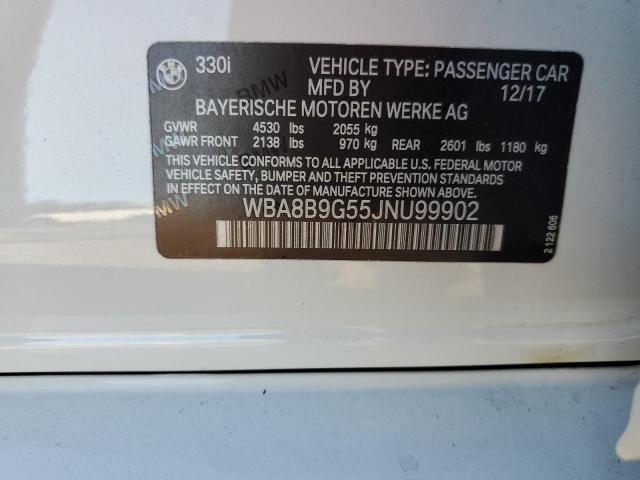 330i VEHICLE TYPE: PASSENGER CAR
MFD BY 12/17
BAYERISCHE MOTOREN WERKE AG
GVWR 4530 lbs 2055 kg
GAWR FRONT 2138 lbs 970 kg REAR 2601 lbs 1180 kg
THIS VEHICLE CONFORMS TO ALL APPLICABLE U.S. FEDERAL MOTOR
VEHICLE SAFETY, BUMPER AND THEFT PREVENTION STANDARDS
IN EFFECT ON THE DATE OF MANUFACTURE SHOWN ABOVE.
WBA8B9G55JNU99902
2 122 606
BMW
BMW
BMW